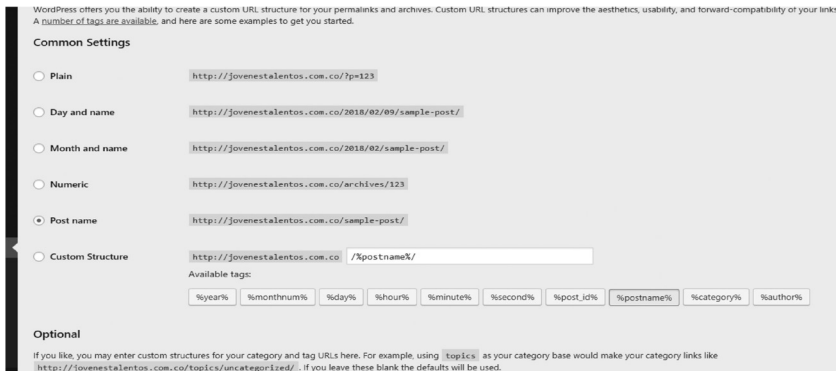 WordPress offers you the ability to create a custom URL structure for your permalinks and archives. Custom URL structures can improve the aesthetics, usability, and forward-compatibility of your links
A number of tags are available, and here are some examples to get you started.
Common Settings
Plain http://jovenestalentos.com.co/?p=123
Day and name http://jovenestalentos.com.co/2018/02/09/sample-post/
Month and name http://jovenestalentos.com.co/2018/02/sample-post/
Numeric http://jovenestalentos.com.co/archives/123
Post name http://jovenestalentos.com.co/sample-post/
Custom Structure http://jovenestalentos.com.co /%postname%/
Available tags:
%year% %monthnum% %day% %hour% %minute% %second% %post_id% %postname% %category% %author%
Optional
If you like, you may enter custom structures for your category and tag URLs here. For example, using topics as your category base would make your category links like
http://jovenestalentos.com.co/topics/uncategorized/ . If you leave these blank the defaults will be used.